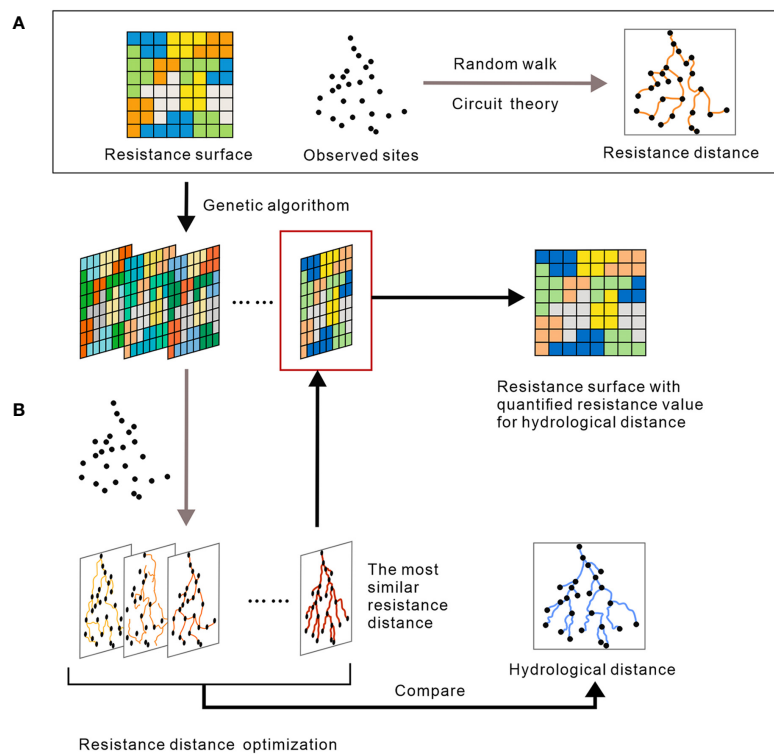 A
Random walk
Circuit theory
Resistance surface
Observed sites
Resistance distance
Genetic algorithom
... ...
Resistance surface with
quantified resistance value
for hydrological distance
B
The most
similar
resistance
distance
... ...
Hydrological distance
Compare
Resistance distance optimization